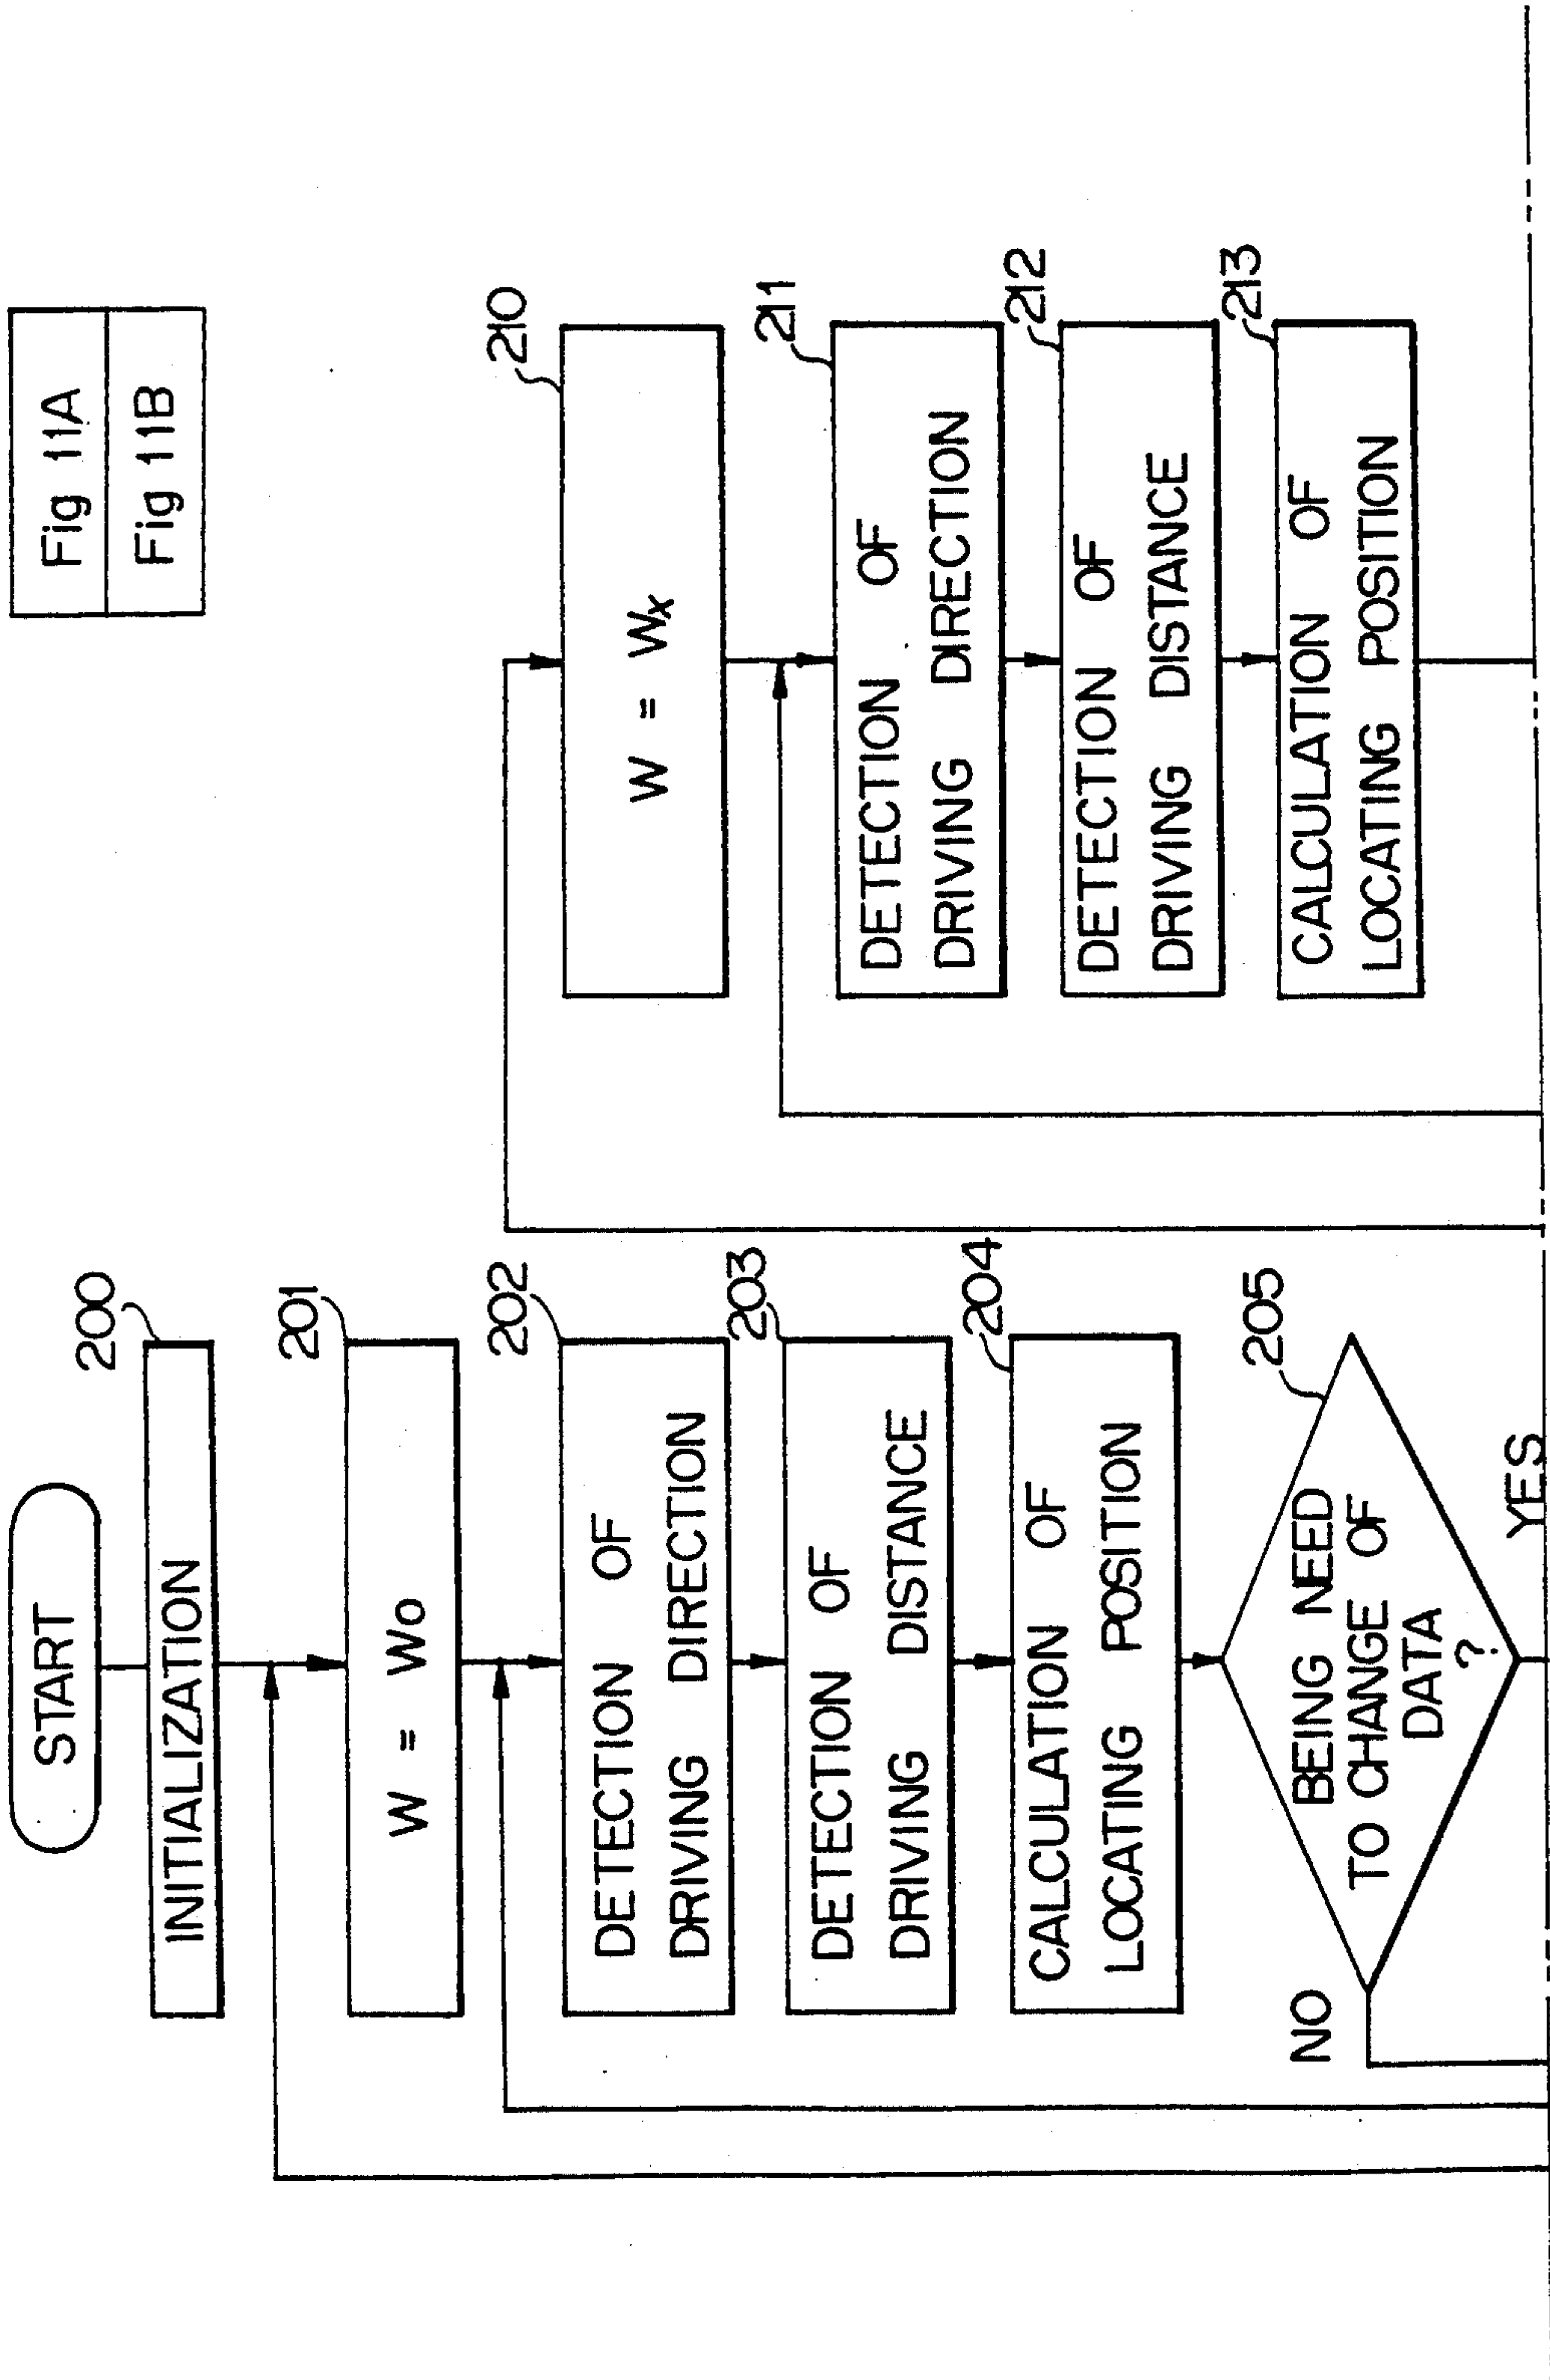 Fig 11A
Fig 11B
START
200
INITIALIZATION
201
W = Wo
202
DETECTION OF
DRIVING DIRECTION
203
DETECTION OF
DRIVING DISTANCE
204
CALCULATION OF
LOCATING POSITION
205
BEING NEED
TO CHANGE OF
DATA
?
NO
YES
210
W = Wx
211
DETECTION OF
DRIVING DIRECTION
212
DETECTION OF
DRIVING DISTANCE
213
CALCULATION OF
LOCATING POSITION